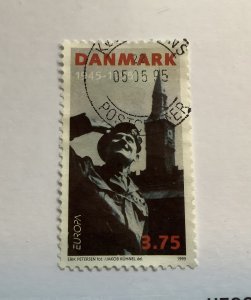 DANMARK
1945-1
05.05.95
EUROPA
3.75
ERIK PETERSEN fot. / JAKOB KÜHNEL del. 1995